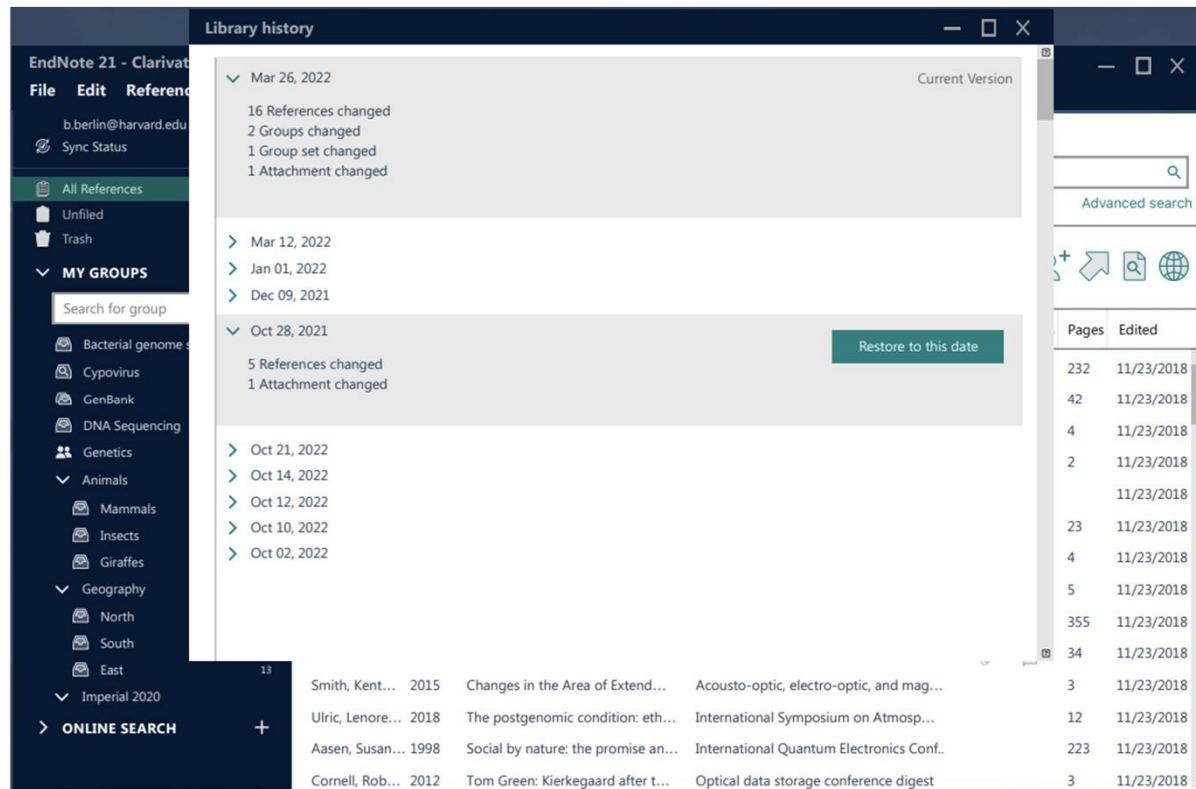 Library history
EndNote 21 - Clarivat
File Edit Referenc
b.berlin@harvard.edu
Sync Status
All References
Unfiled
Trash
MY GROUPS
Search for group
Bacterial genome s
Cypovirus
GenBank
DNA Sequencing
Genetics
Animals
Mammals
Insects
Giraffes
Geography
North
South
East 13
Imperial 2020
ONLINE SEARCH +
Mar 26, 2022 Current Version
16 References changed
2 Groups changed
1 Group set changed
1 Attachment changed
Mar 12, 2022
Jan 01, 2022
Dec 09, 2021
Oct 28, 2021 Restore to this date
5 References changed
1 Attachment changed
Oct 21, 2022
Oct 14, 2022
Oct 12, 2022
Oct 10, 2022
Oct 02, 2022
Advanced search
Pages Edited
232 11/23/2018
42 11/23/2018
4 11/23/2018
2 11/23/2018
11/23/2018
23 11/23/2018
4 11/23/2018
5 11/23/2018
355 11/23/2018
34 11/23/2018
Smith, Kent... 2015 Changes in the Area of Extend... Acousto-optic, electro-optic, and mag... 3 11/23/2018
Ulric, Lenore... 2018 The postgenomic condition: eth... International Symposium on Atmosp... 12 11/23/2018
Aasen, Susan... 1998 Social by nature: the promise an... International Quantum Electronics Conf.. 223 11/23/2018
Cornell, Rob... 2012 Tom Green: Kierkegaard after t... Optical data storage conference digest 3 11/23/2018